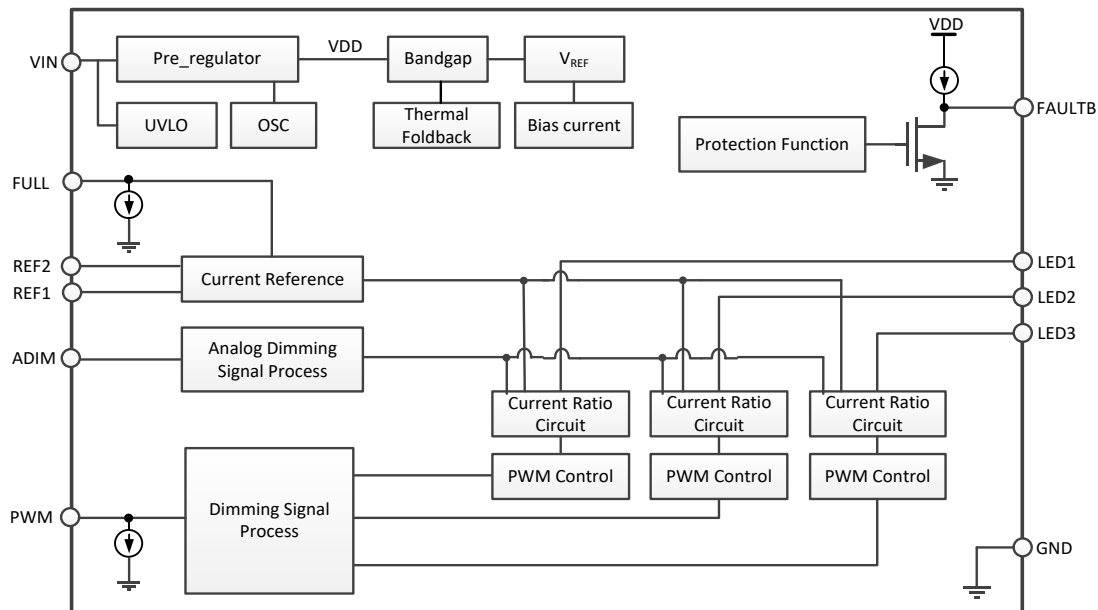 VDD
VIN
Pre_regulator
VDD
Bandgap
VREF
UVLO
OSC
Thermal
Foldback
Bias current
FAULTB
Protection Function
FULL
REF2
REF1
Current Reference
LED1
LED2
LED3
ADIM
Analog Dimming
Signal Process
Current Ratio
Circuit
Current Ratio
Circuit
Current Ratio
Circuit
PWM Control
PWM Control
PWM Control
PWM
Dimming Signal
Process
GND